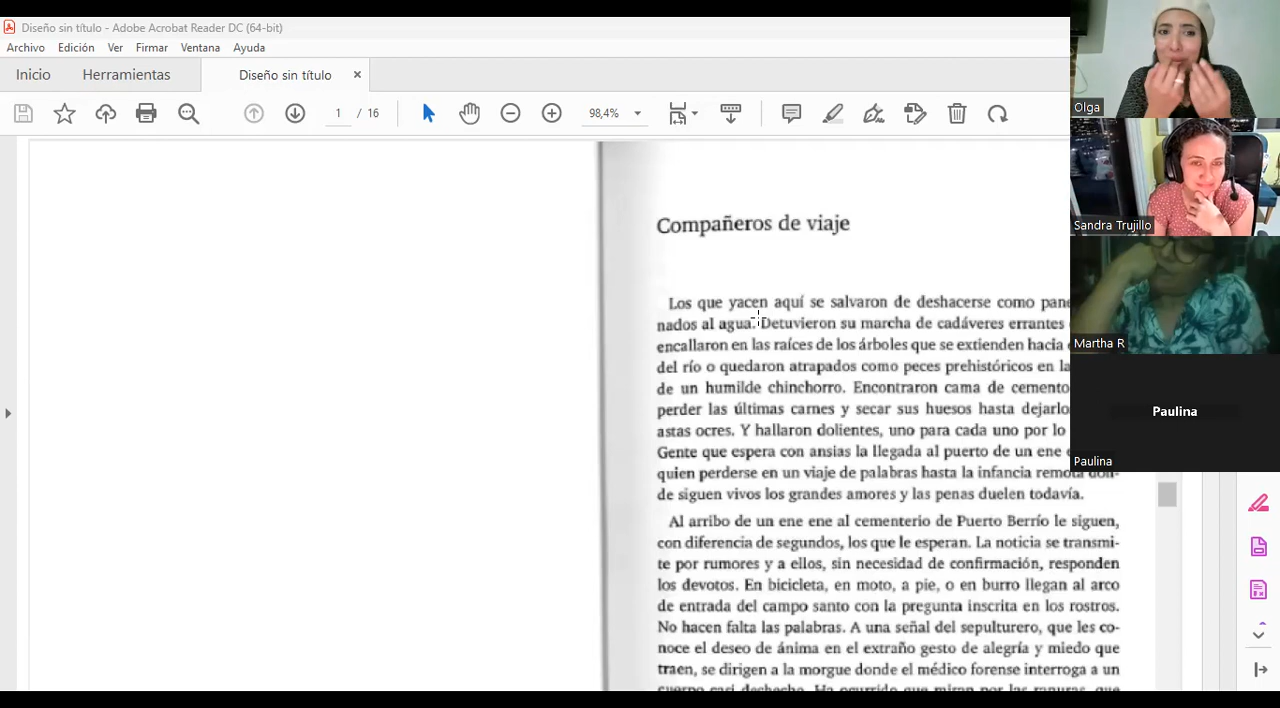 Diseño sin título - Adobe Acrobat Reader DC (64-bit)
Archivo Edición Ver Firmar Ventana Ayuda
Inicio Herramientas Diseño sin título ×
1 / 16 98,4%
Compañeros de viaje
Los que yacen aquí se salvaron de deshacerse como pane
nados al agua. Detuvieron su marcha de cadáveres errantes
encallaron en las raíces de los árboles que se extienden hacia
del río o quedaron atrapados como peces prehistóricos en la
de un humilde chinchorro. Encontraron cama de cemento
perder las últimas carnes y secar sus huesos hasta dejarlo
astas ocres. Y hallaron dolientes, uno para cada uno por lo
Gente que espera con ansias la llegada al puerto de un ene
quien perderse en un viaje de palabras hasta la infancia remota don-
de siguen vivos los grandes amores y las penas duelen todavía.
Al arribo de un ene ene al cementerio de Puerto Berrío le siguen,
con diferencia de segundos, los que le esperan. La noticia se transmi-
te por rumores y a ellos, sin necesidad de confirmación, responden
los devotos. En bicicleta, en moto, a pie, o en burro llegan al arco
de entrada del campo santo con la pregunta inscrita en los rostros.
No hacen falta las palabras. A una señal del sepulturero, que les co-
noce el deseo de ánima en el extraño gesto de alegría y miedo que
traen, se dirigen a la morgue donde el médico forense interroga a un
cuerpo casi deshecho. Ha ocurrido que miran por las ranuras, que
Olga
Sandra Trujillo
Martha R
Paulina
Paulina